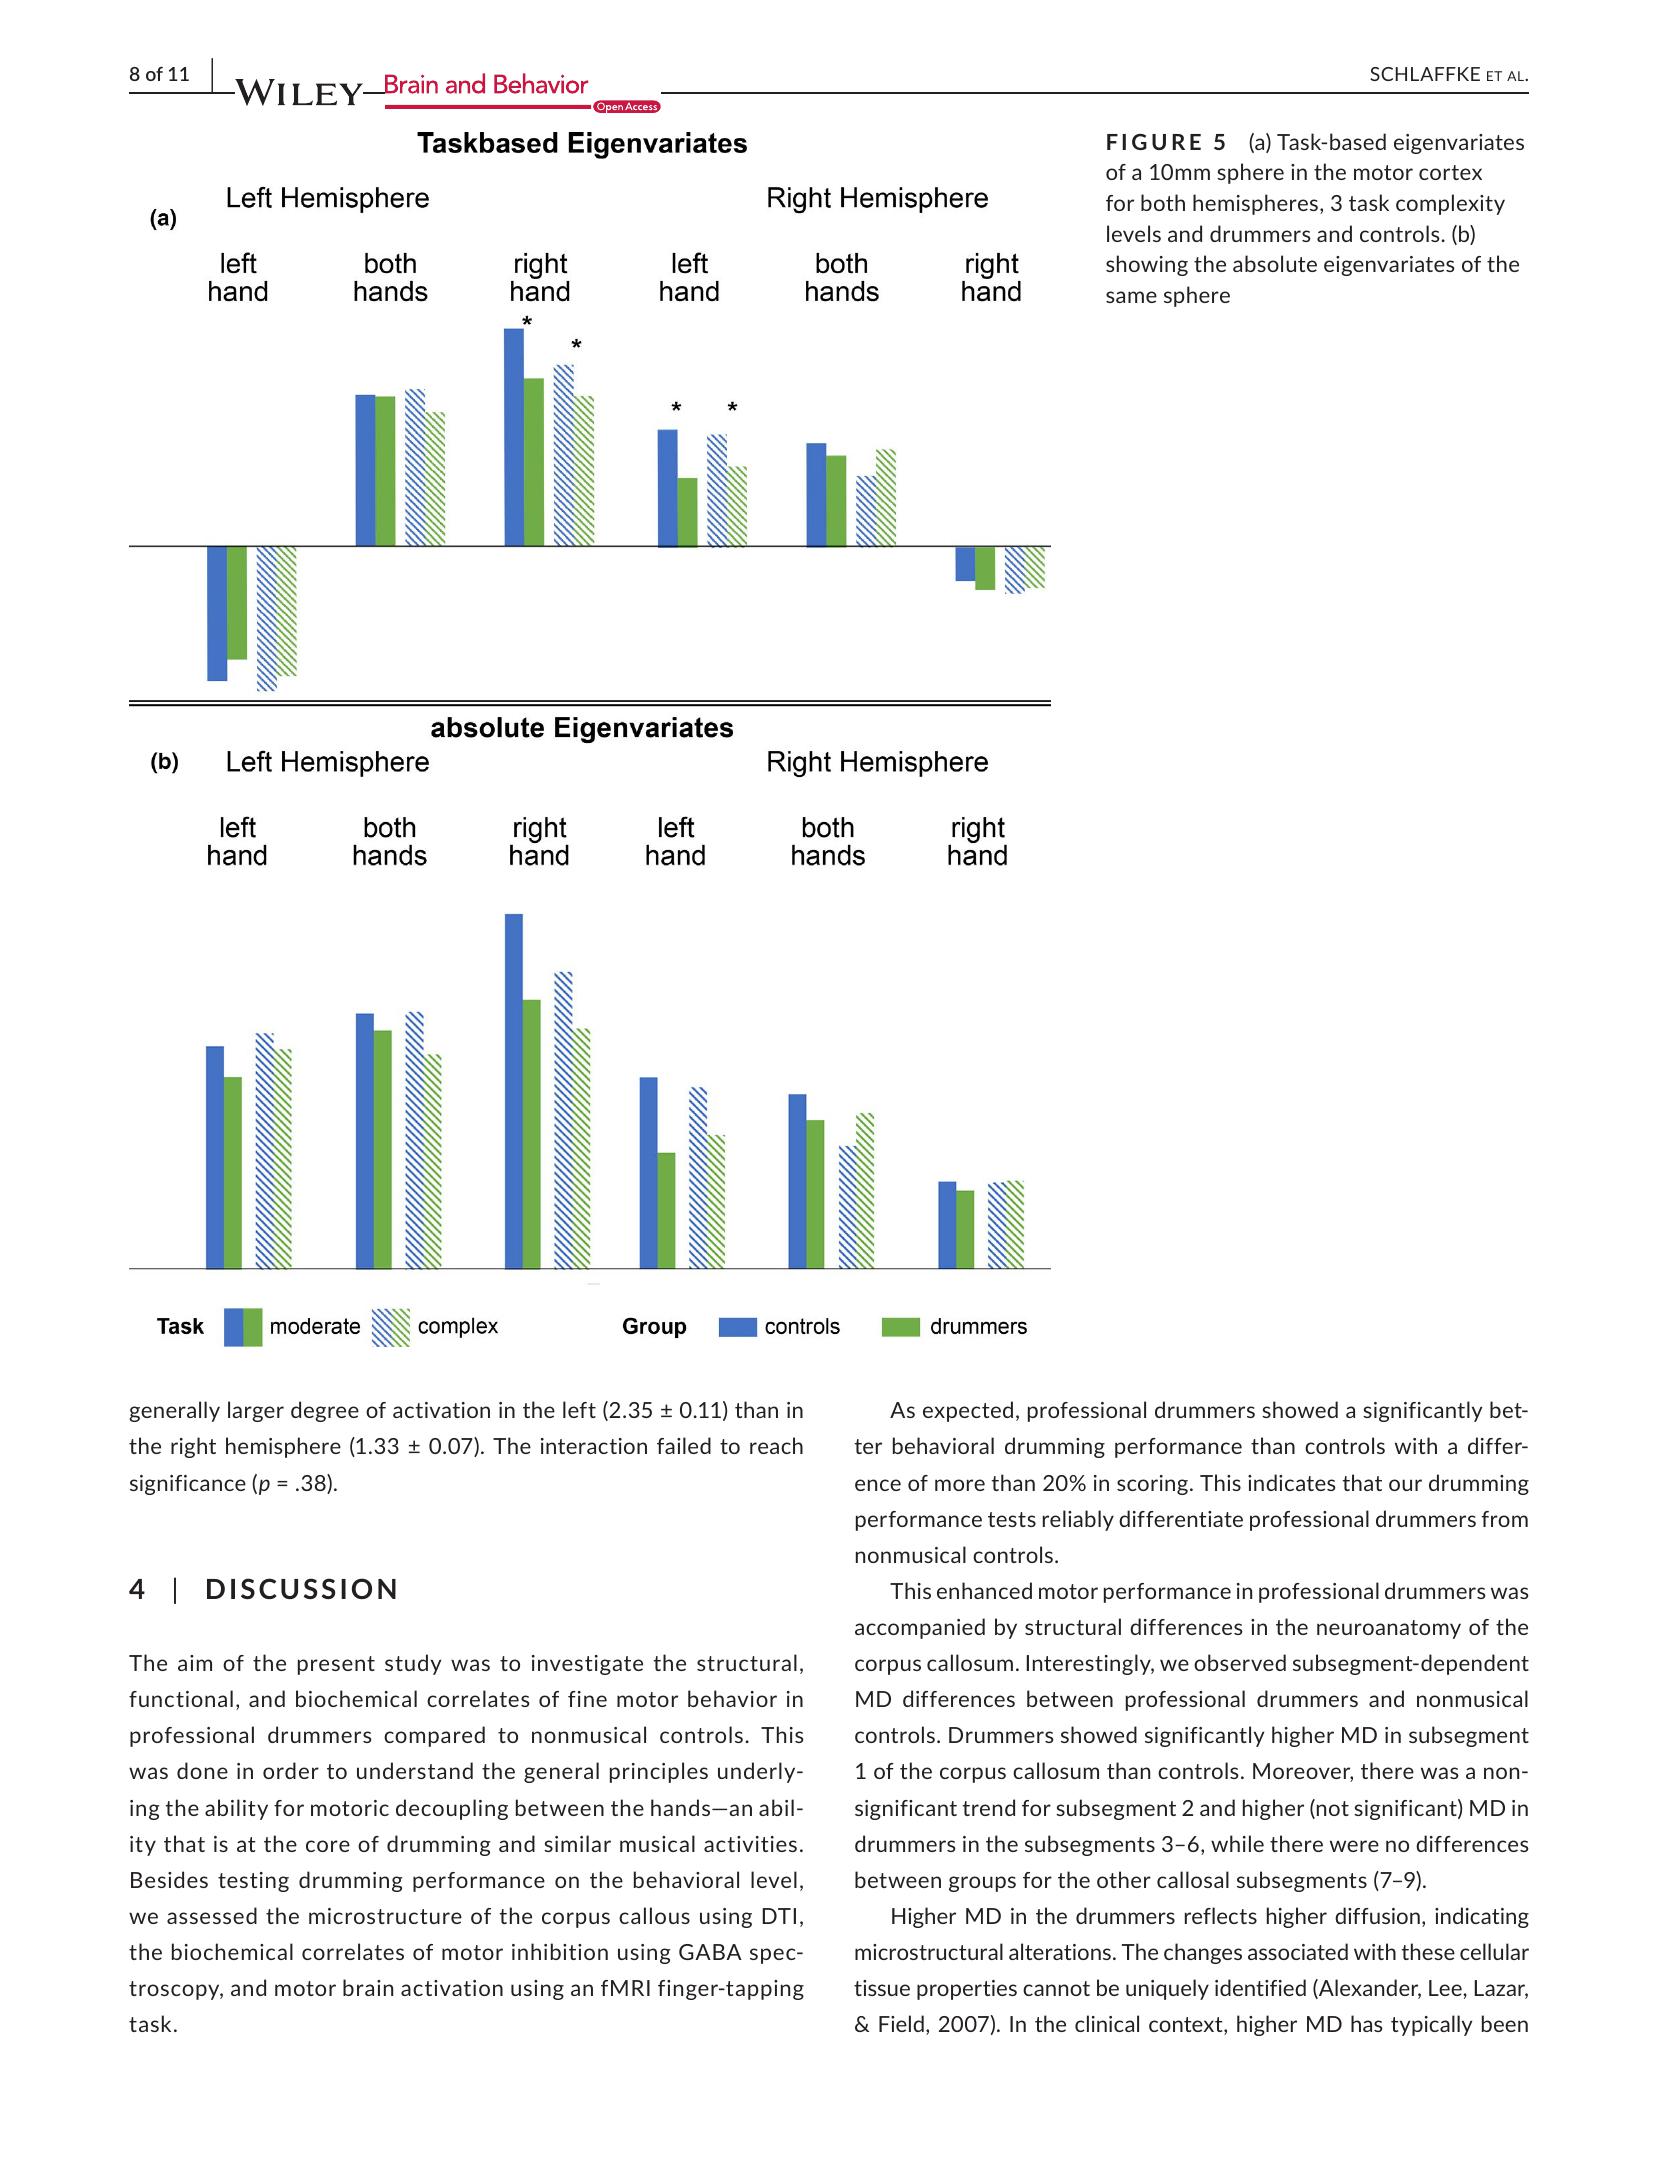 8 of 11
WILEY Brain and Behavior
Open Access
SCHLAFFKE ET AL.
Taskbased Eigenvariates
Left Hemisphere Right Hemisphere
(a)
left both right left both right
hand hands hand hand hands hand
*
*
* *
absolute Eigenvariates
(b) Left Hemisphere Right Hemisphere
left both right left both right
hand hands hand hand hands hand
Task moderate complex Group controls drummers
FIGURE 5 (a) Task-based eigenvariates
of a 10mm sphere in the motor cortex
for both hemispheres, 3 task complexity
levels and drummers and controls. (b)
showing the absolute eigenvariates of the
same sphere
generally larger degree of activation in the left (2.35 ± 0.11) than in
the right hemisphere (1.33 ± 0.07). The interaction failed to reach
significance (p = .38).
4 | DISCUSSION
The aim of the present study was to investigate the structural,
functional, and biochemical correlates of fine motor behavior in
professional drummers compared to nonmusical controls. This
was done in order to understand the general principles underly-
ing the ability for motoric decoupling between the hands—an abil-
ity that is at the core of drumming and similar musical activities.
Besides testing drumming performance on the behavioral level,
we assessed the microstructure of the corpus callous using DTI,
the biochemical correlates of motor inhibition using GABA spec-
troscopy, and motor brain activation using an fMRI finger-tapping
task.
As expected, professional drummers showed a significantly bet-
ter behavioral drumming performance than controls with a differ-
ence of more than 20% in scoring. This indicates that our drumming
performance tests reliably differentiate professional drummers from
nonmusical controls.
This enhanced motor performance in professional drummers was
accompanied by structural differences in the neuroanatomy of the
corpus callosum. Interestingly, we observed subsegment-dependent
MD differences between professional drummers and nonmusical
controls. Drummers showed significantly higher MD in subsegment
1 of the corpus callosum than controls. Moreover, there was a non-
significant trend for subsegment 2 and higher (not significant) MD in
drummers in the subsegments 3–6, while there were no differences
between groups for the other callosal subsegments (7–9).
Higher MD in the drummers reflects higher diffusion, indicating
microstructural alterations. The changes associated with these cellular
tissue properties cannot be uniquely identified (Alexander, Lee, Lazar,
& Field, 2007). In the clinical context, higher MD has typically been